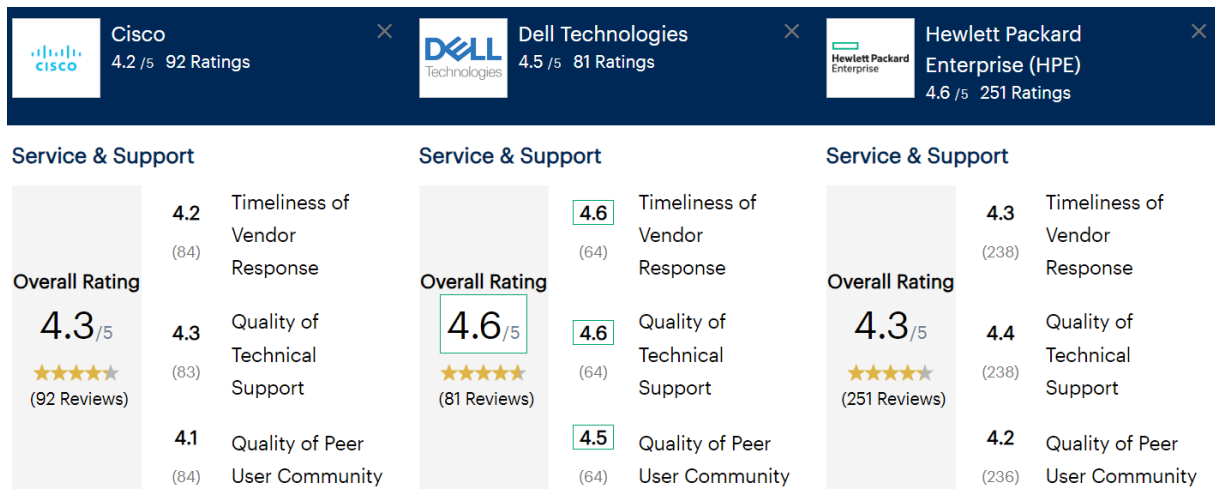 CISCO
Cisco
4.2 /5 92 Ratings
DELL
Technologies
Dell Technologies
4.5 /5 81 Ratings
Hewlett Packard
Enterprise
Hewlett Packard
Enterprise (HPE)
4.6 /5 251 Ratings
Service & Support
Overall Rating
4.3/5
(92 Reviews)
4.2
(84)
Timeliness of
Vendor
Response
4.3
(83)
Quality of
Technical
Support
4.1
(84)
Quality of Peer
User Community
Service & Support
Overall Rating
4.6/5
(81 Reviews)
4.6
(64)
Timeliness of
Vendor
Response
4.6
(64)
Quality of
Technical
Support
4.5
(64)
Quality of Peer
User Community
Service & Support
Overall Rating
4.3/5
(251 Reviews)
4.3
(238)
Timeliness of
Vendor
Response
4.4
(238)
Quality of
Technical
Support
4.2
(236)
Quality of Peer
User Community